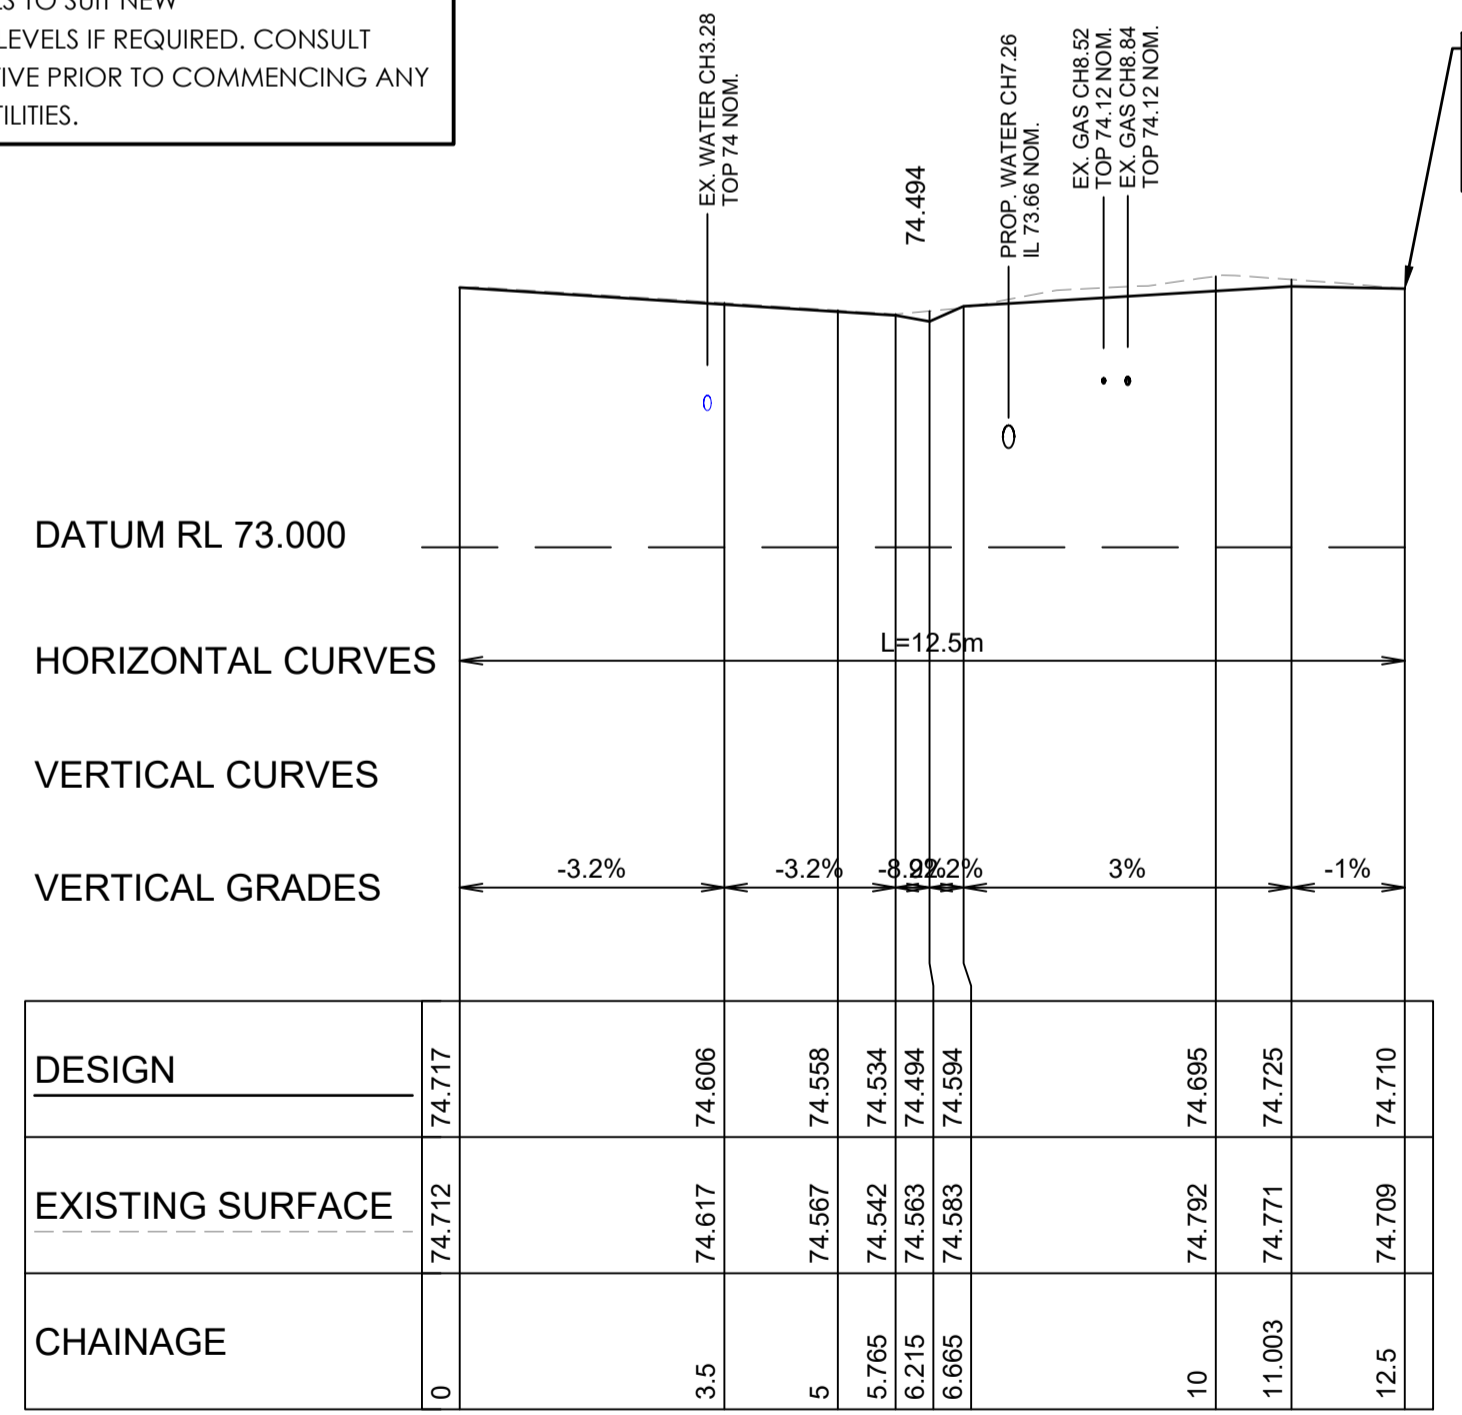 TO SUIT NEW
LEVELS IF REQUIRED. CONSULT
PRIOR TO COMMENCING ANY
EX. WATER CH3.28
TOP 74 NOM.
74.494
PROP. WATER CH7.26
IL 73.66 NOM.
EX. GAS CH8.52
TOP 74.12 NOM.
EX. GAS CH8.84
TOP 74.12 NOM.
DATUM RL 73.000
HORIZONTAL CURVES
L=12.5m
VERTICAL CURVES
VERTICAL GRADES
-3.2%
-3.2%
3%
-1%
DESIGN
74.717
74.606
74.558
74.534
74.494
74.594
74.695
74.725
74.710
EXISTING SURFACE
74.712
74.617
74.567
74.542
74.563
74.583
74.792
74.771
74.709
CHAINAGE
0
3.5
5
5.765
6.215
6.665
10
11.003
12.5